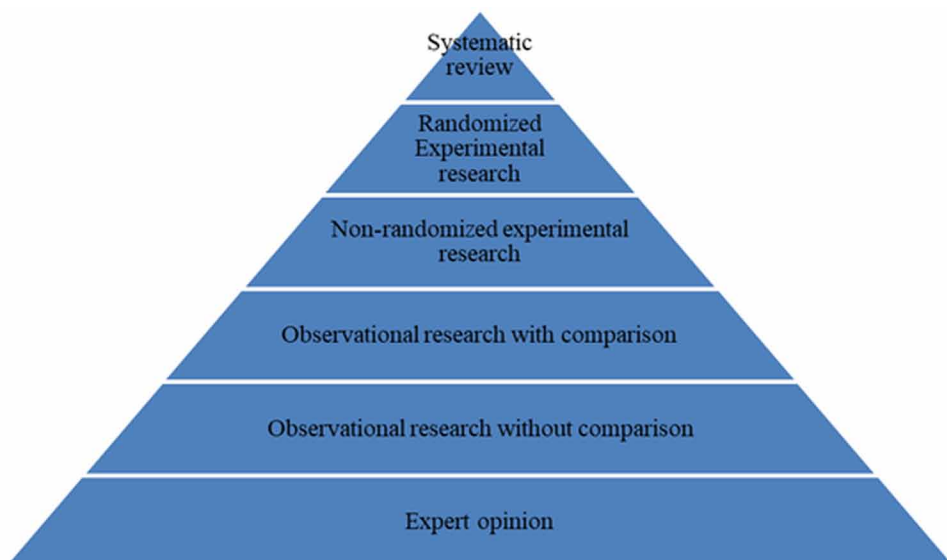 Systematic
review
Randomized
Experimental
research
Non-randomized experimental
research
Observational research with comparison
Observational research without comparison
Expert opinion